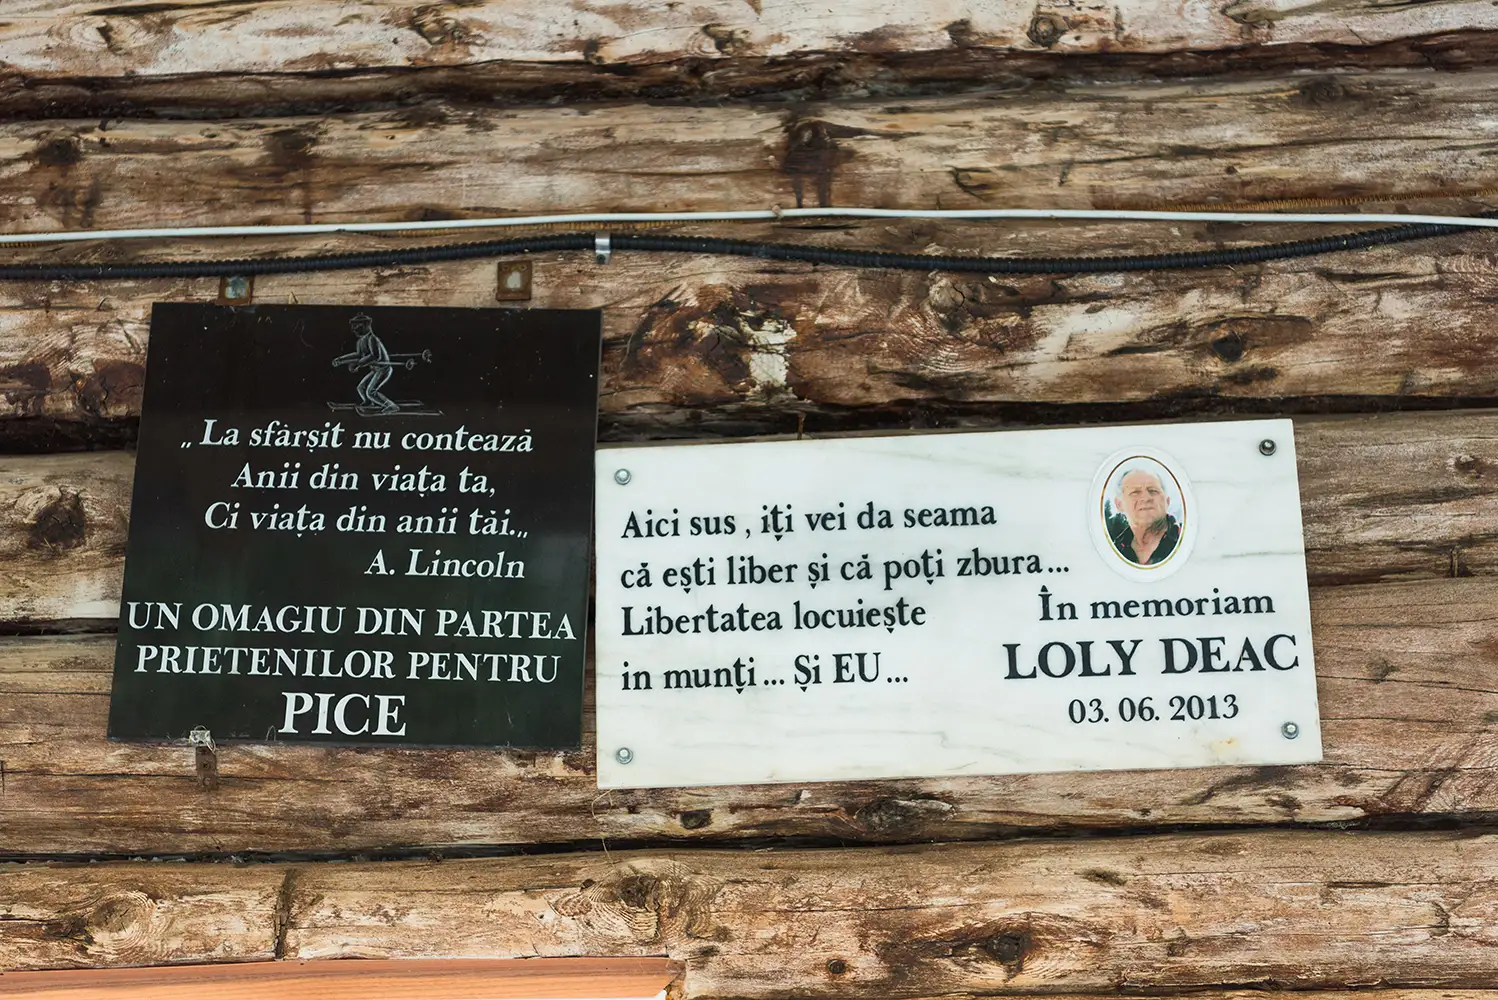 „ La sfârșit nu contează
Anii din viața ta,
Ci viața din anii tăi.„
A. Lincoln
UN OMAGIU DIN PARTEA
PRIETENILOR PENTRU
PICE
Aici sus , iți vei da seama
că ești liber și că poți zbura...
Libertatea locuiește
in munți... Și EU...
În memoriam
LOLY DEAC
03. 06. 2013